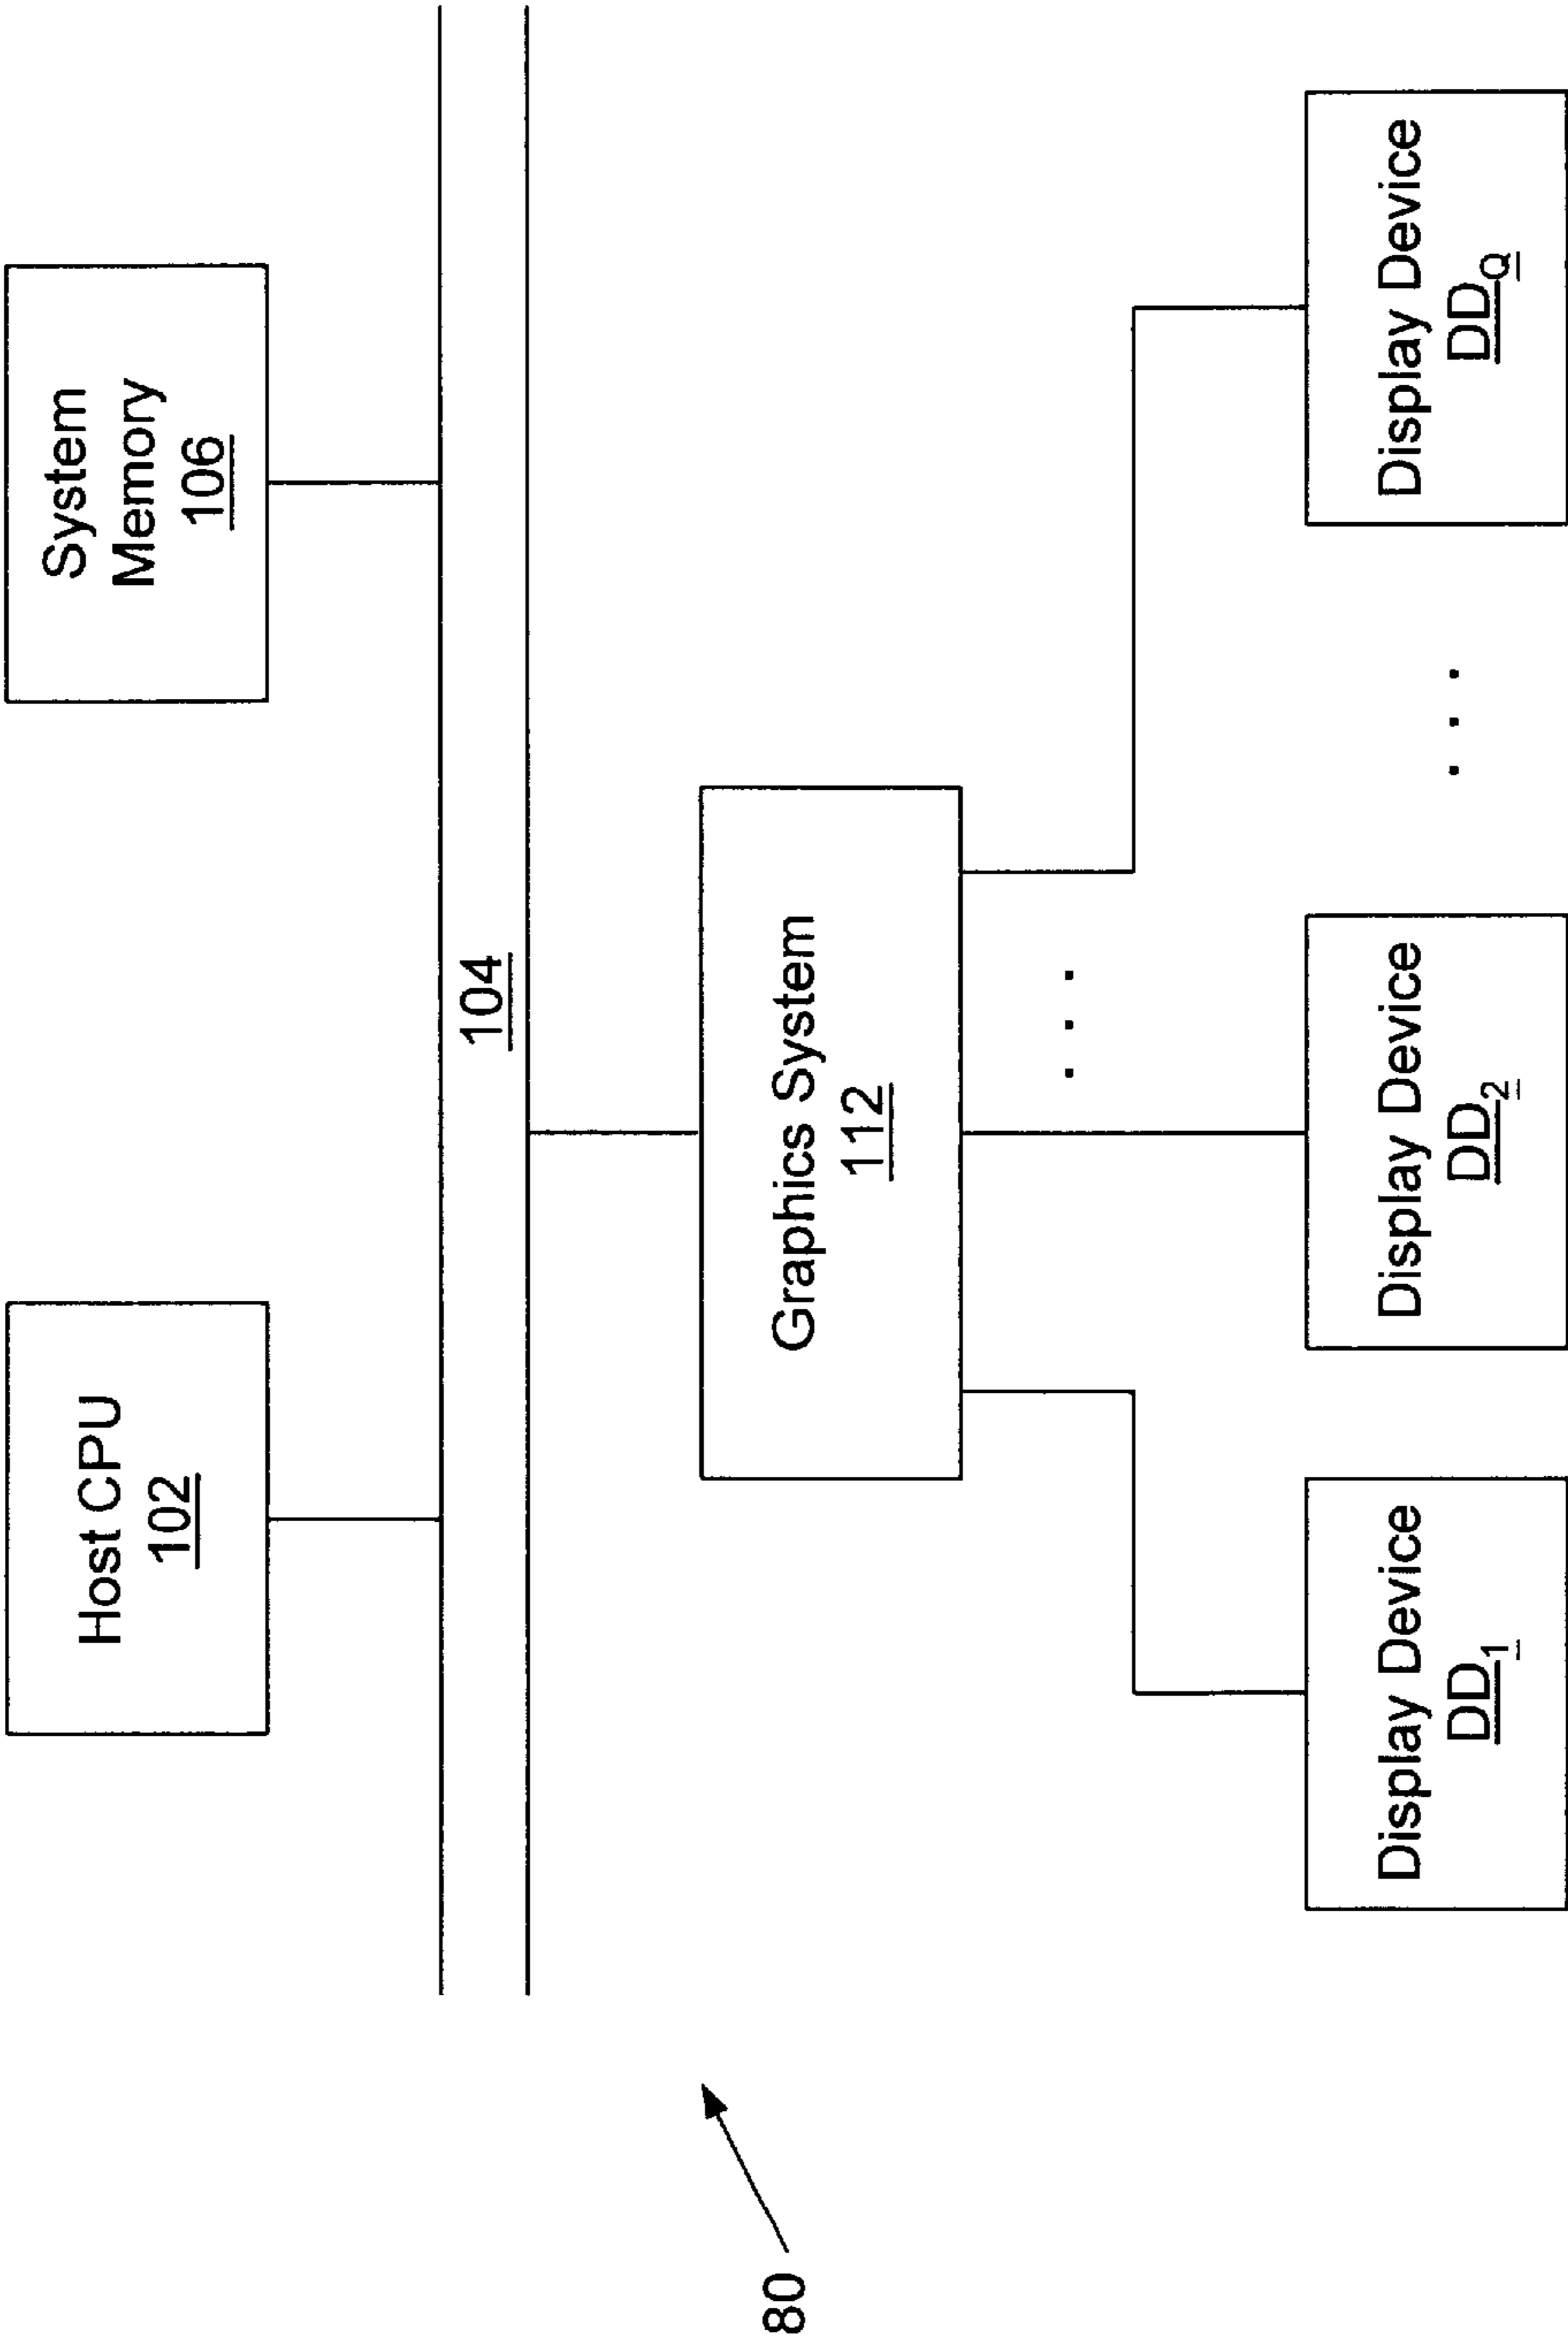 Host CPU
102
System
Memory
106
104
Graphics System
112
. . .
80
Display Device
DD1
Display Device
DD2
. . .
Display Device
DDQ